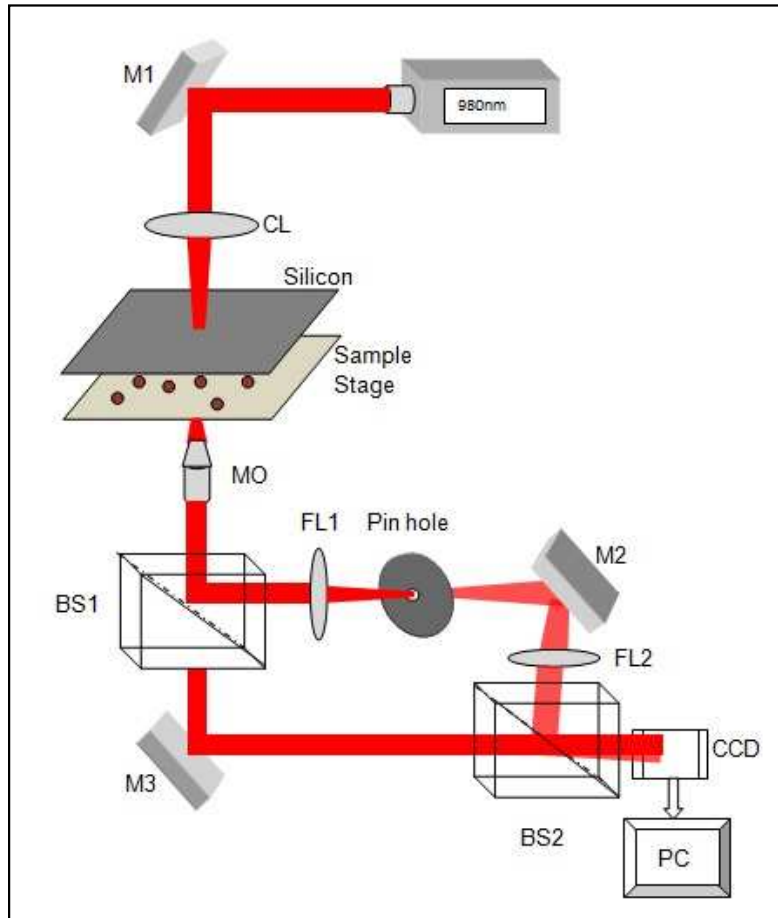 M1
980nm
CL
Silicon
Sample
Stage
MO
FL1
Pin hole
M2
BS1
FL2
M3
CCD
BS2
PC